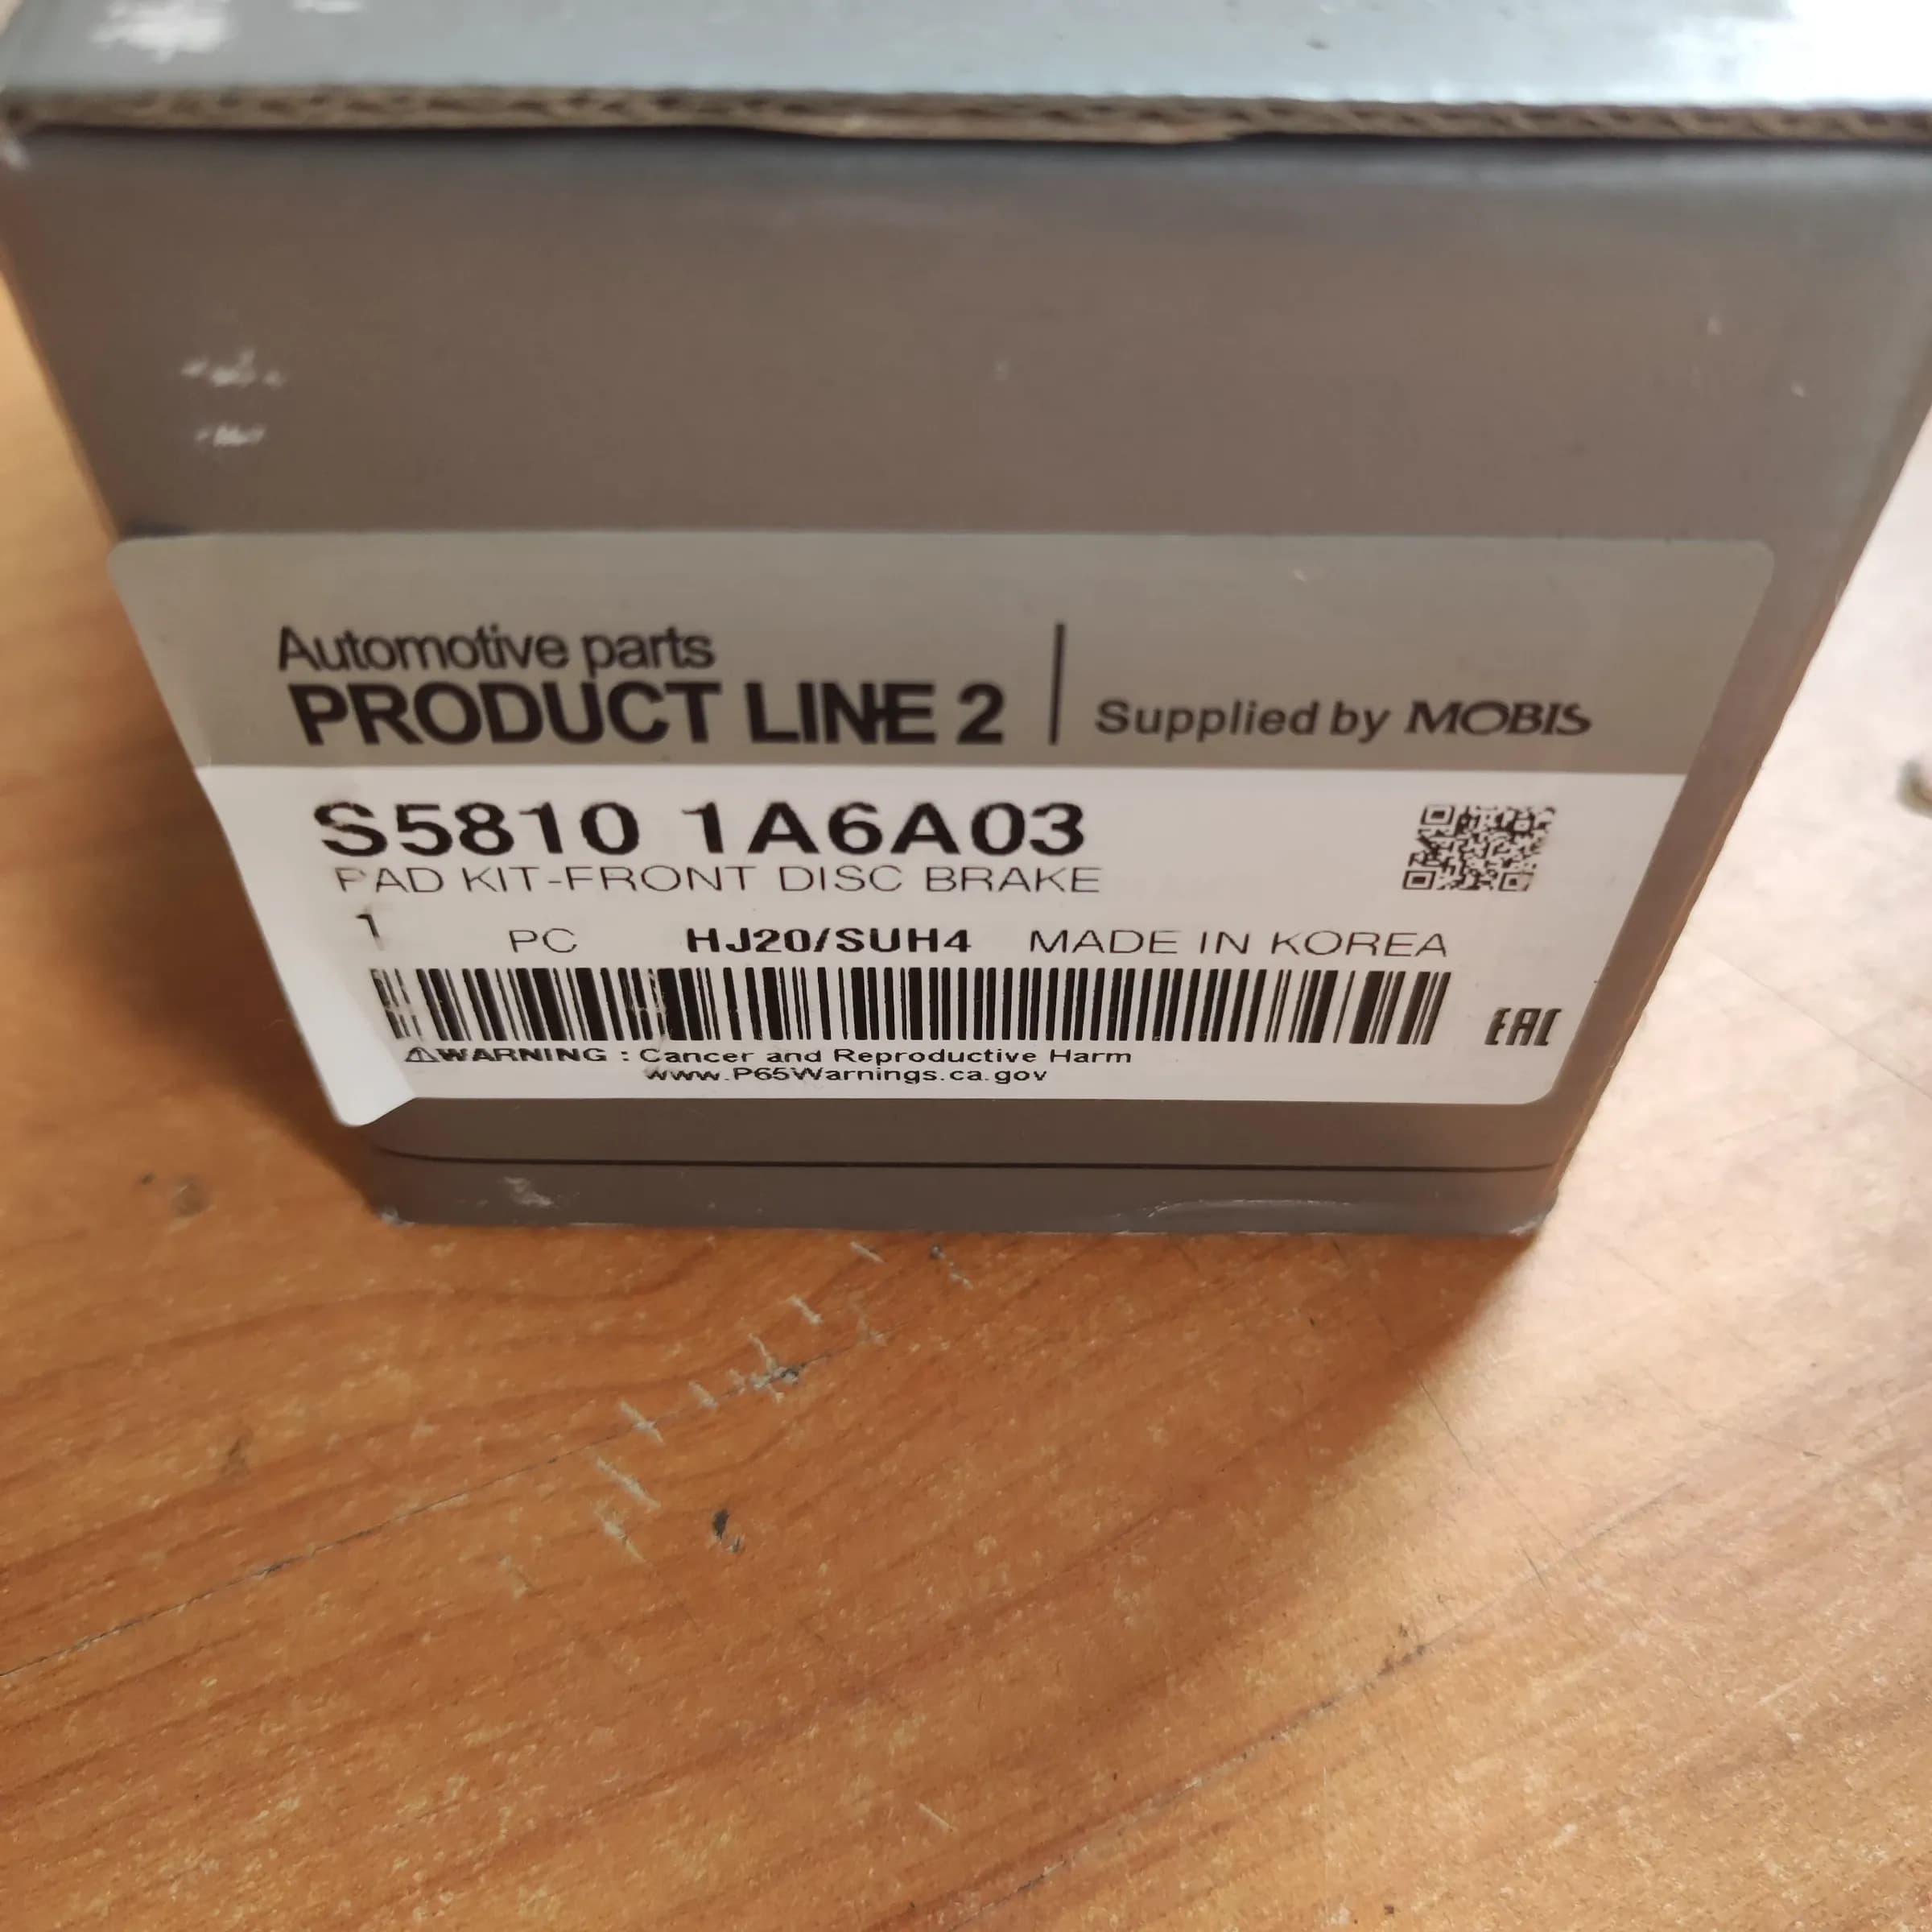 Automotive parts
PRODUCT LINE 2
Supplied by MOBIS
S5810 1A6A03
PAD KIT-FRONT DISC BRAKE
1 PC HJ20/SUH4 MADE IN KOREA
EAC
⚠WARNING : Cancer and Reproductive Harm
www.P65Warnings.ca.gov